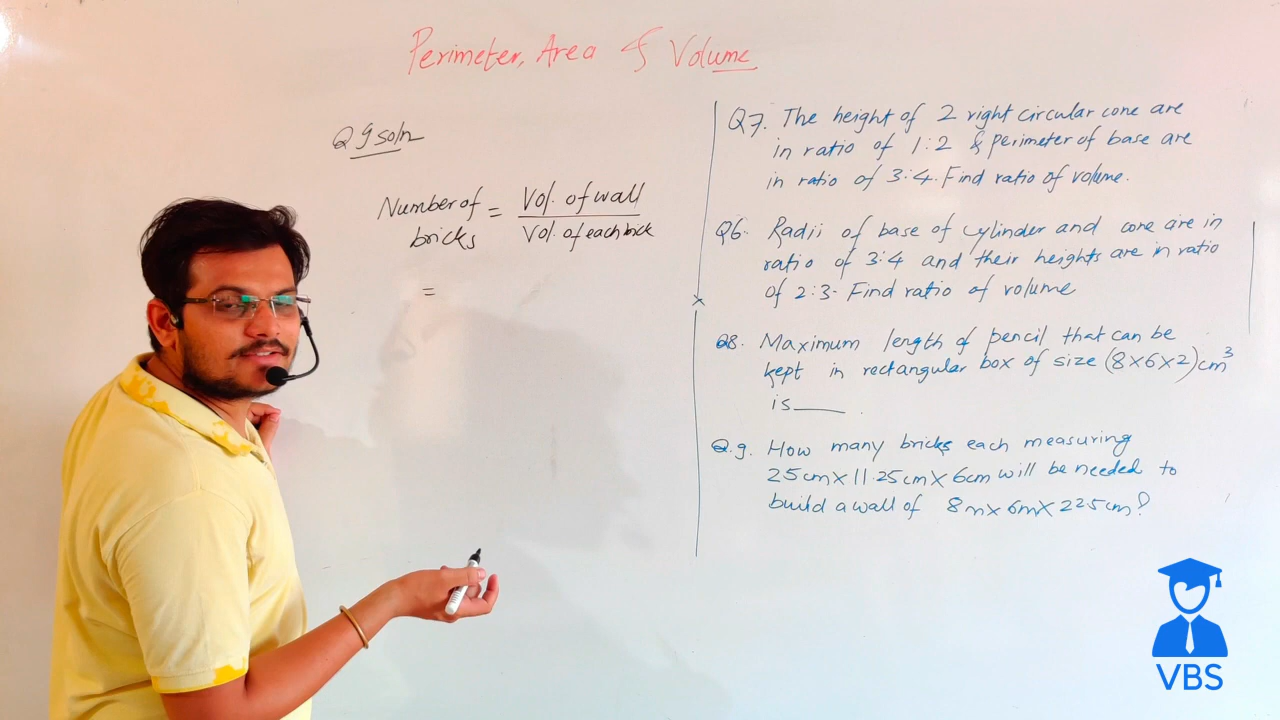 Perimeter, Area & Volume
Q 9 soln
Number of bricks = Vol. of wall / Vol. of each brick
=
Q7. The height of 2 right circular cone are
in ratio of 1:2 & perimeter of base are
in ratio of 3:4. Find ratio of volume.
Q6. Radii of base of cylinder and cone are in
ratio of 3:4 and their heights are in ratio
of 2:3. Find ratio of volume
Q8. Maximum length of pencil that can be
kept in rectangular box of size (8×6×2)cm³
is____.
Q.9. How many bricks each measuring
25cm×11.25cm×6cm will be needed to
build a wall of 8m×6m×225cm?
VBS